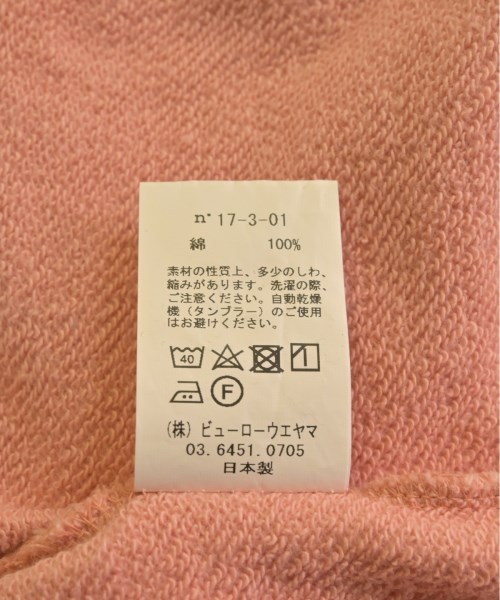 n° 17-3-01
綿 100%
素材の性質上、多少のしわ、
縮みがあります。洗濯の際、
ご注意ください。自動乾燥
機（タンブラー）のご使用
はお避けください。
40
F
(株) ビューローウエヤマ
03.6451.0705
日本製